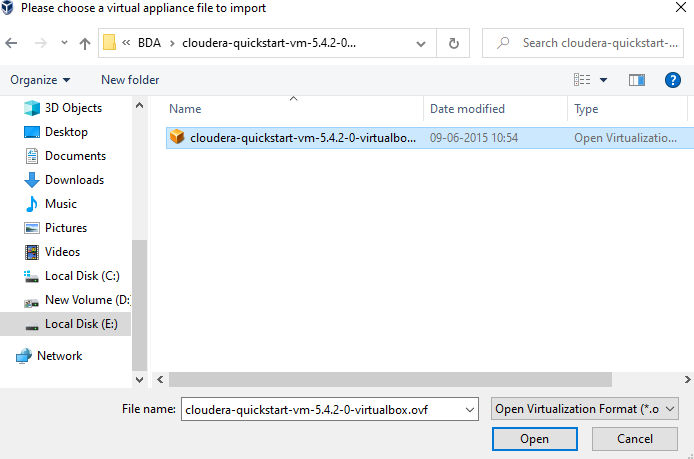 Please choose a virtual appliance file to import
« BDA > cloudera-quickstart-vm-5.4.2-0... Search cloudera-quickstart-...
Organize New folder ?
Name Date modified Type
3D Objects
Desktop
Documents
Downloads
Music
Pictures
Videos
Local Disk (C:)
New Volume (D:
Local Disk (E:)
Network
cloudera-quickstart-vm-5.4.2-0-virtualbo... 09-06-2015 10:54 Open Virtualizatio...
File name: cloudera-quickstart-vm-5.4.2-0-virtualbox.ovf Open Virtualization Format (*.o
Open Cancel